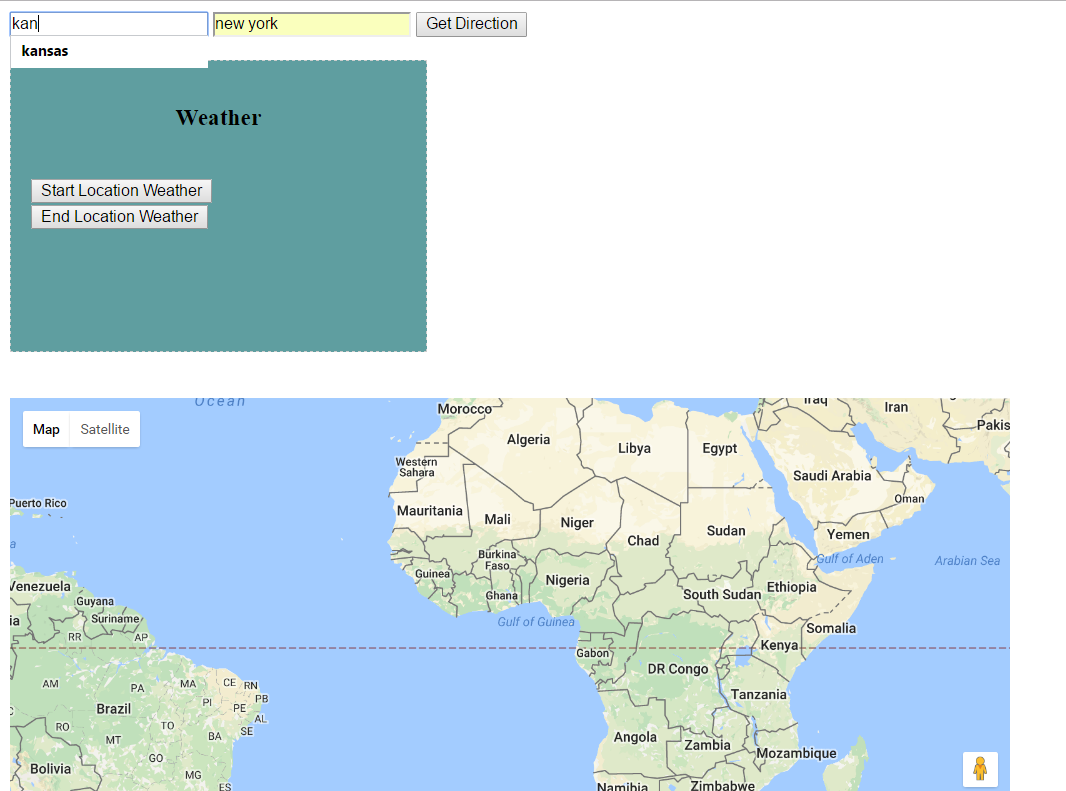 kan new york Get Direction
kansas
Weather
Start Location Weather
End Location Weather
Ocean
Map Satellite
Morocco
Iraq
Iran
Pakis
Algeria
Libya
Egypt
Western
Sahara
Saudi Arabia
Oman
Puerto Rico
Mauritania
Mali
Niger
Chad
Sudan
Yemen
a
Burkina
Faso
Gulf of Aden
Arabian Sea
Guinea
Nigeria
Ethiopia
Venezuela
Ghana
South Sudan
Guyana
Suriname
Gulf of Guinea
Somalia
ia
RR
AP
Kenya
Gabon
DR Congo
AM
PA
MA
CE
RN
PB
Tanzania
Brazil
PI
PE
AL
TO
RO
SE
BA
MT
Angola
Zambia
Mozambique
GO
Bolivia
MG
ES
Namibia
Zimbabwe